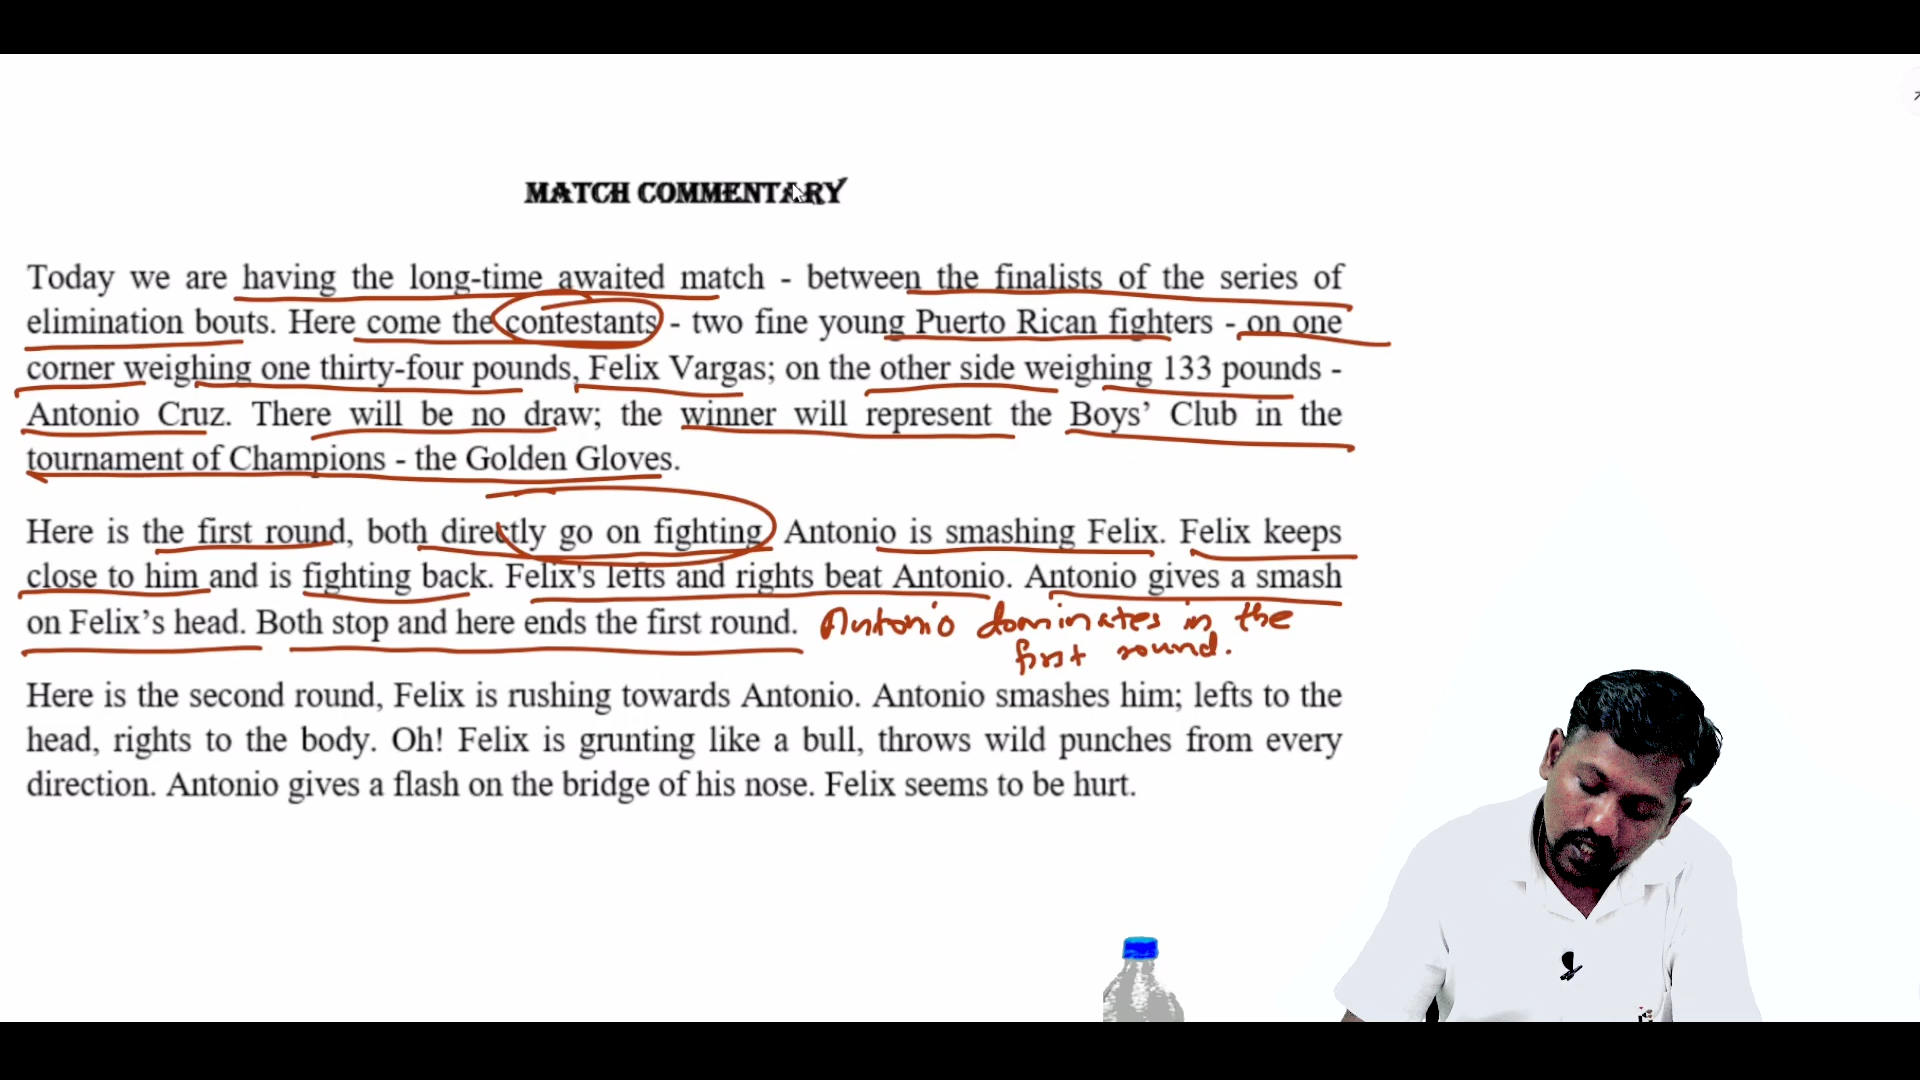 MATCH COMMENTARY
Today we are having the long-time awaited match - between the finalists of the series of
elimination bouts. Here come the contestants - two fine young Puerto Rican fighters - on one
corner weighing one thirty-four pounds, Felix Vargas; on the other side weighing 133 pounds -
Antonio Cruz. There will be no draw; the winner will represent the Boys’ Club in the
tournament of Champions - the Golden Gloves.
Here is the first round, both directly go on fighting Antonio is smashing Felix. Felix keeps
close to him and is fighting back. Felix's lefts and rights beat Antonio. Antonio gives a smash
on Felix’s head. Both stop and here ends the first round. Antonio dominates in the
first round.
Here is the second round, Felix is rushing towards Antonio. Antonio smashes him; lefts to the
head, rights to the body. Oh! Felix is grunting like a bull, throws wild punches from every
direction. Antonio gives a flash on the bridge of his nose. Felix seems to be hurt.